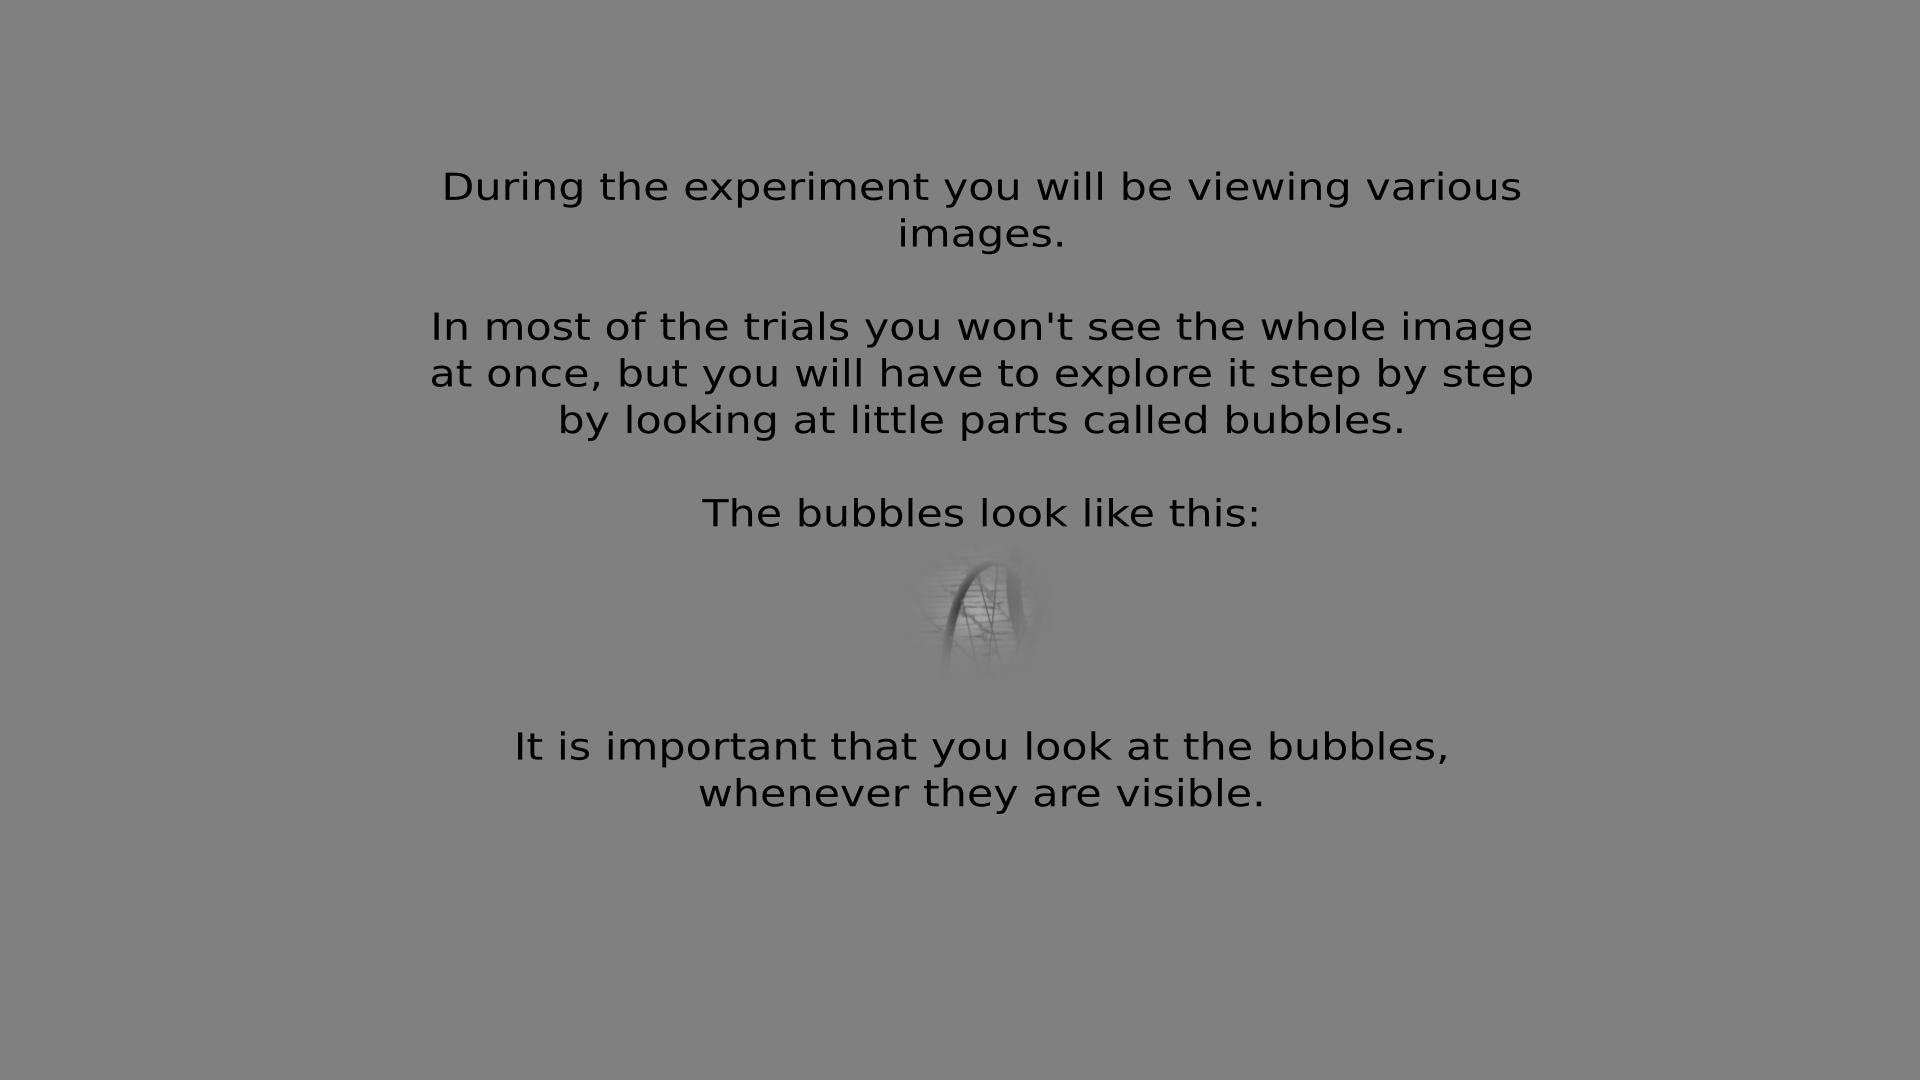 During the experiment you will be viewing various
images.
In most of the trials you won't see the whole image
at once, but you will have to explore it step by step
by looking at little parts called bubbles.
The bubbles look like this:
It is important that you look at the bubbles,
whenever they are visible.